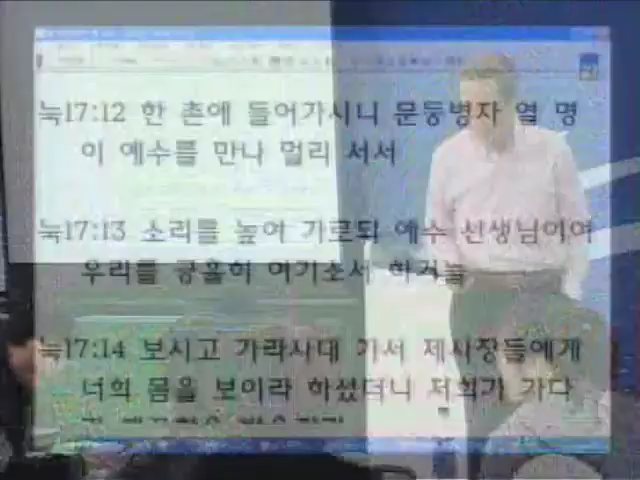 눅17:12 한 촌에 들어가시니 문둥병자 열 명
이 예수를 만나 멀리 서서
눅17:13 소리를 높여 가로되 예수 선생님이여
우리를 긍휼히 여기소서 하거늘
눅17:14 보시고 가라사대 가서 제사장들에게
너희 몸을 보이라 하셨더니 저희가 가다